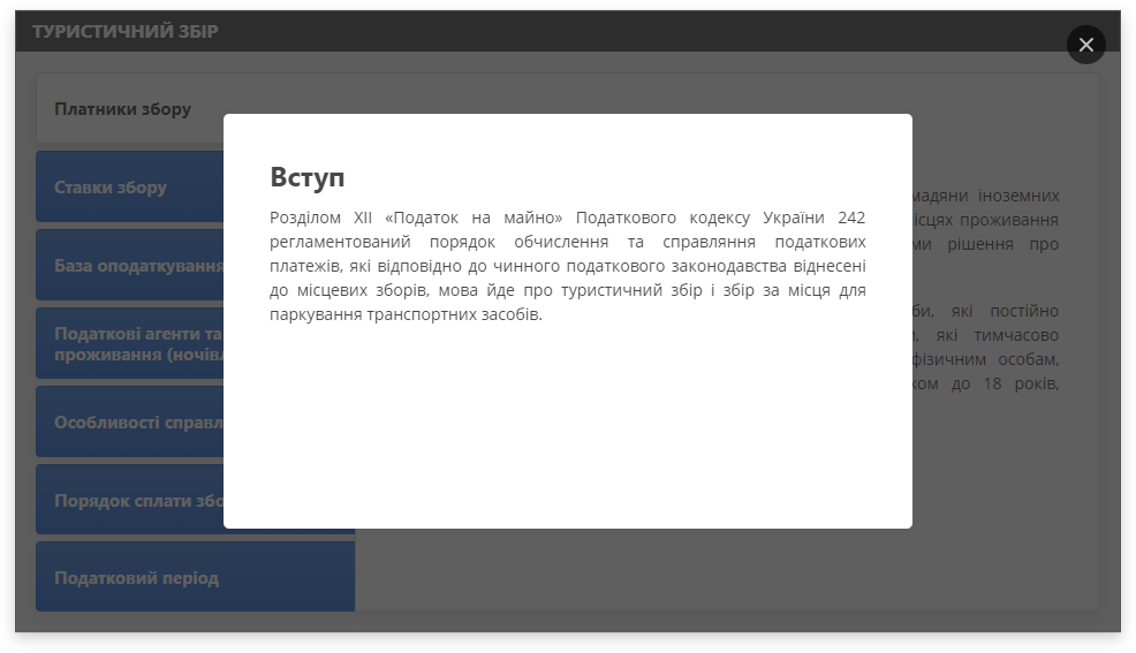 ТУРИСТИЧНИЙ ЗБІР
Платники збору
Ставки збору
База оподаткування
Податкові агенти та
проживання (ночівл
Особливості справл
Порядок сплати збо
Податковий період
Вступ
Розділом XII «Податок на майно» Податкового кодексу України 242
регламентований порядок обчислення та справляння податкових
платежів, які відповідно до чинного податкового законодавства віднесені
до місцевих зборів, мова йде про туристичний збір і збір за місця для
паркування транспортних засобів.
мадяни іноземних
ісцях проживання
ми рішення про
би, які постійно
які тимчасово
фізичним особам,
ком до 18 років,